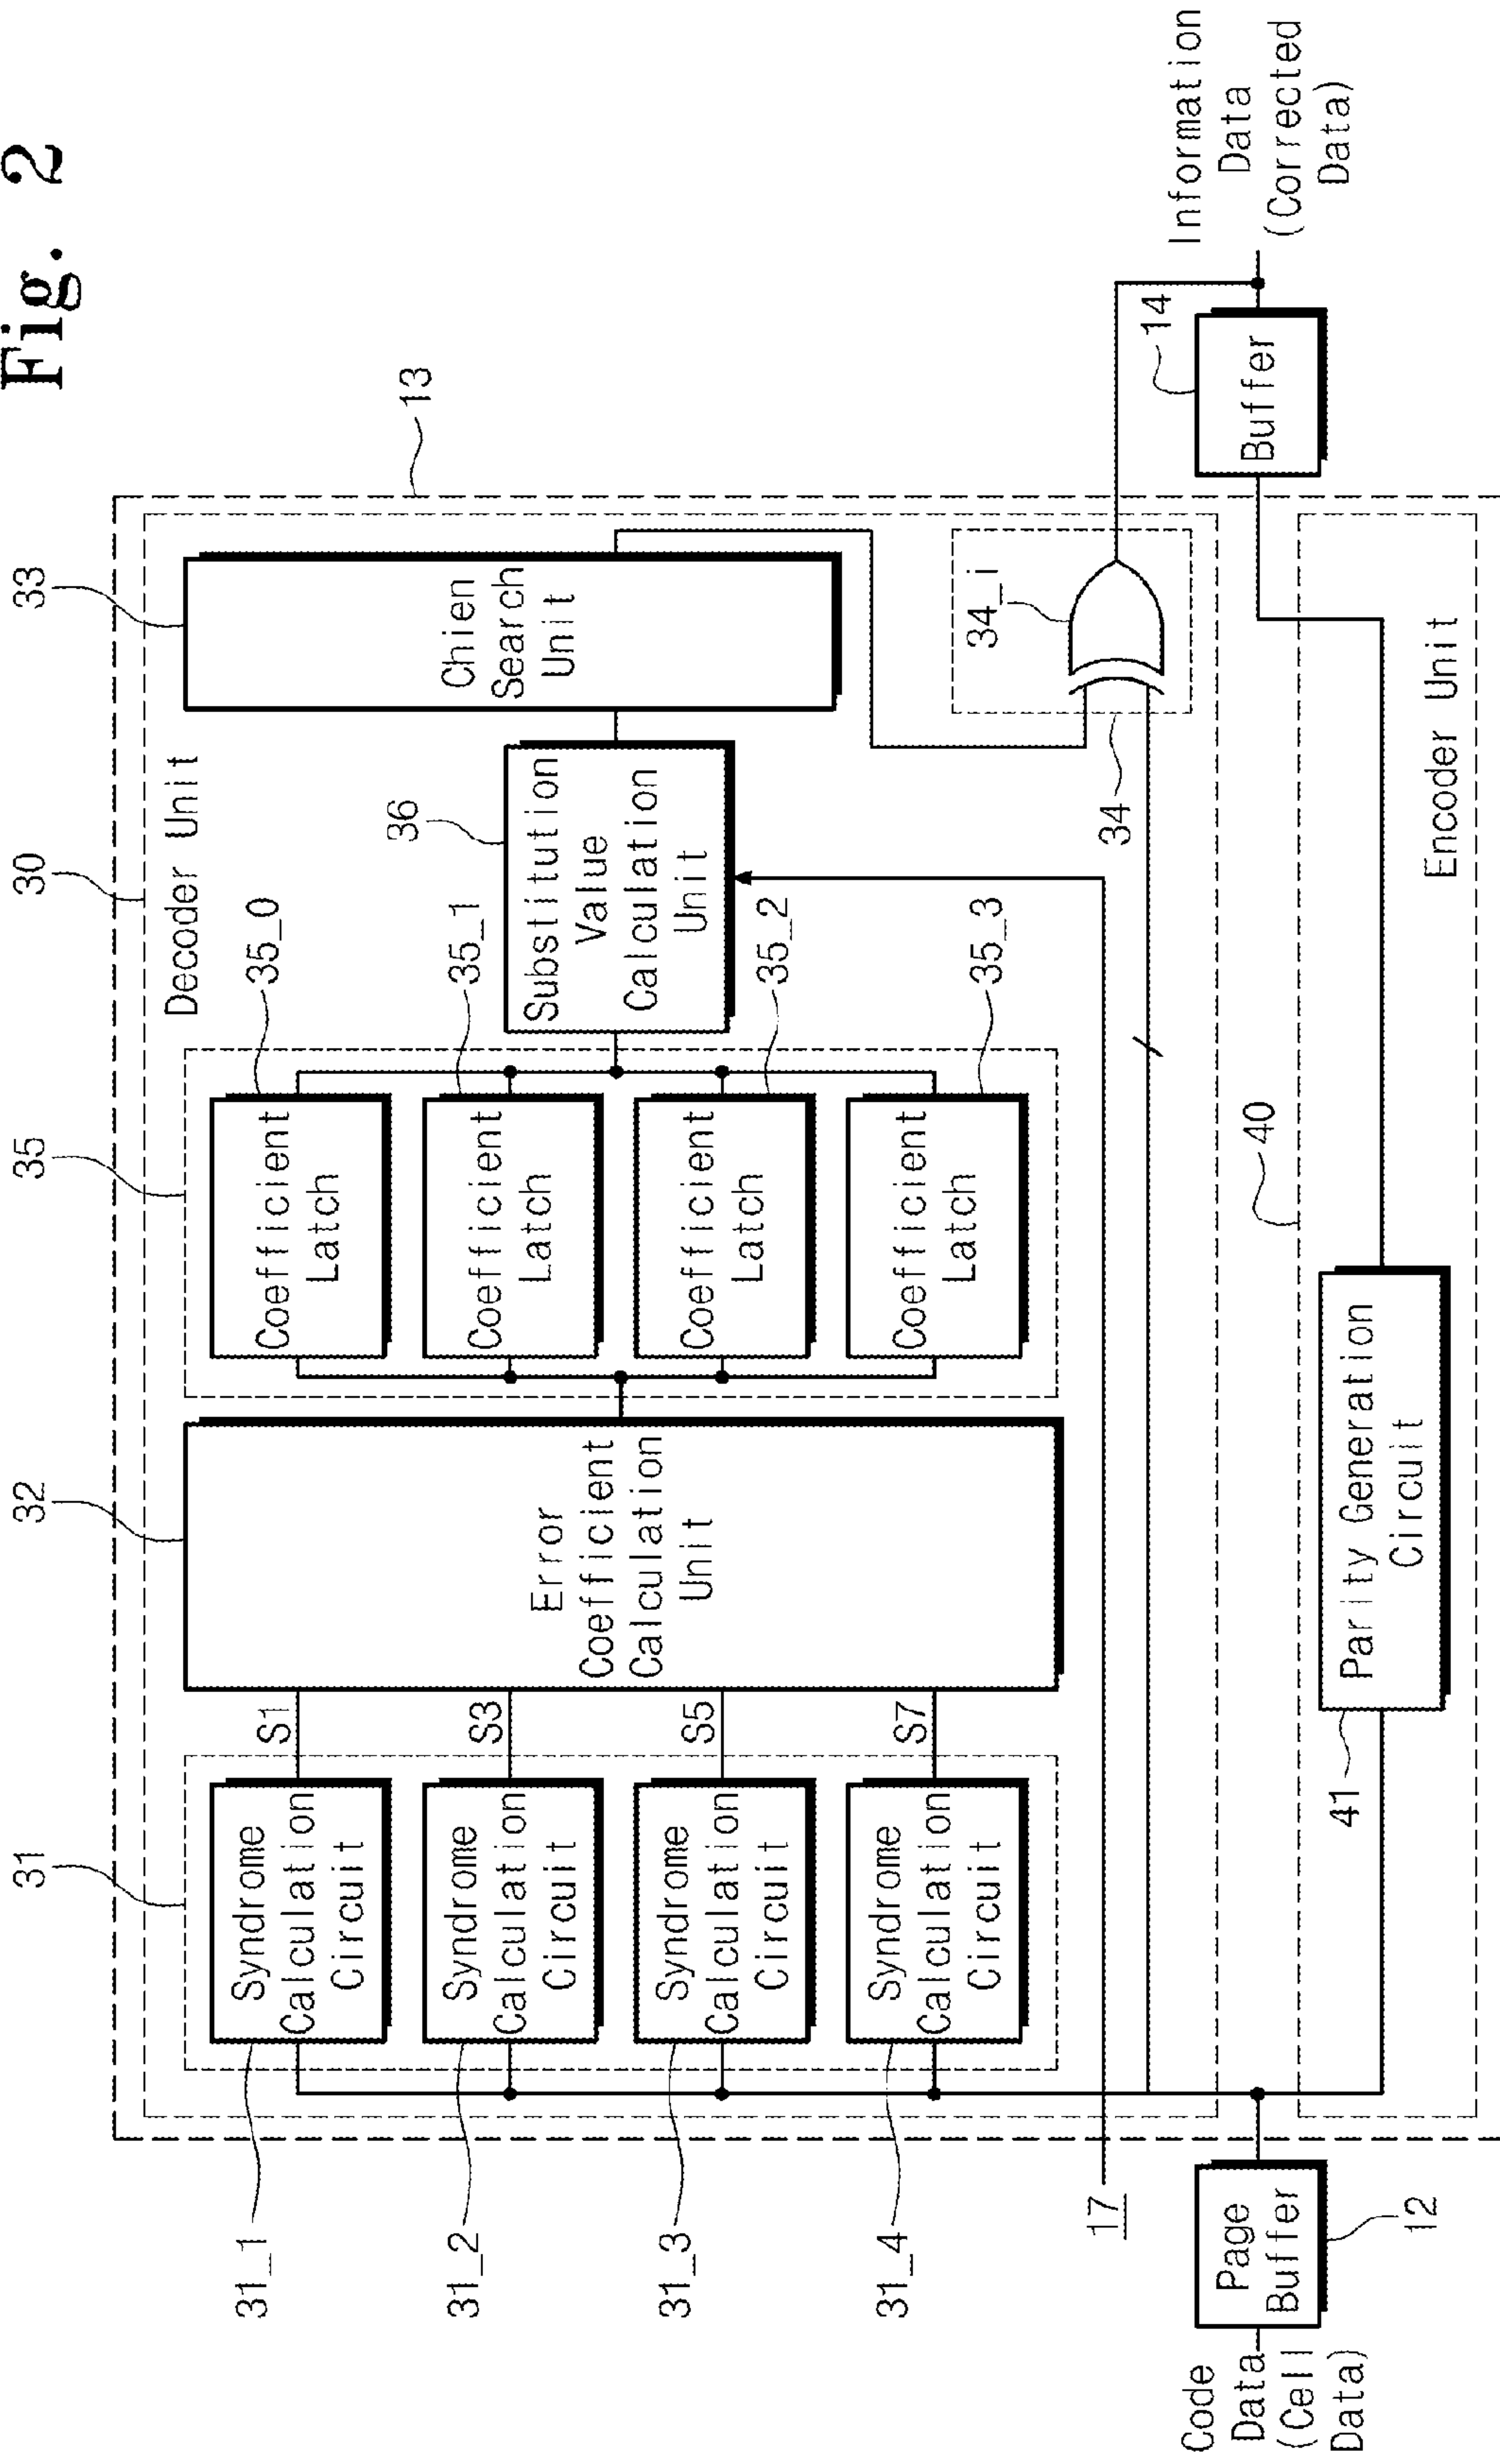 Fig. 2
13
30
Decoder Unit
31
32
35
33
31_1
Syndrome
Calculation
Circuit
S1
31_2
Syndrome
Calculation
Circuit
S3
31_3
Syndrome
Calculation
Circuit
S5
31_4
Syndrome
Calculation
Circuit
S7
Error
Coefficient
Calculation
Unit
Coefficient
Latch
35_0
Coefficient
Latch
35_1
Coefficient
Latch
35_2
Coefficient
Latch
35_3
36
Substitution
Value
Calculation
Unit
Chien
Search
Unit
34
34_i
17
Code
Data
(Cell
Data)
Page
Buffer
12
40
41
Parity Generation
Circuit
Encoder Unit
14
Buffer
Information
Data
(Corrected
Data)